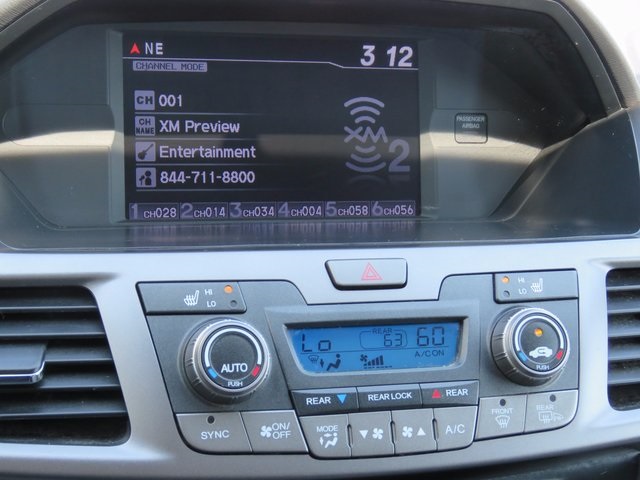 NE
3 12
CHANNEL MODE
CH 001
CH NAME XM Preview
Entertainment
844-711-8800
XM 2
1 CH028 2 CH014 3 CH034 4 CH004 5 CH058 6 CH056
PASSENGER AIRBAG
HI
LO
HI
LO
AUTO
PUSH
Lo
REAR
63
60
A/C ON
PUSH
REAR
REAR LOCK
REAR
SYNC
ON/OFF
MODE
A/C
FRONT
REAR